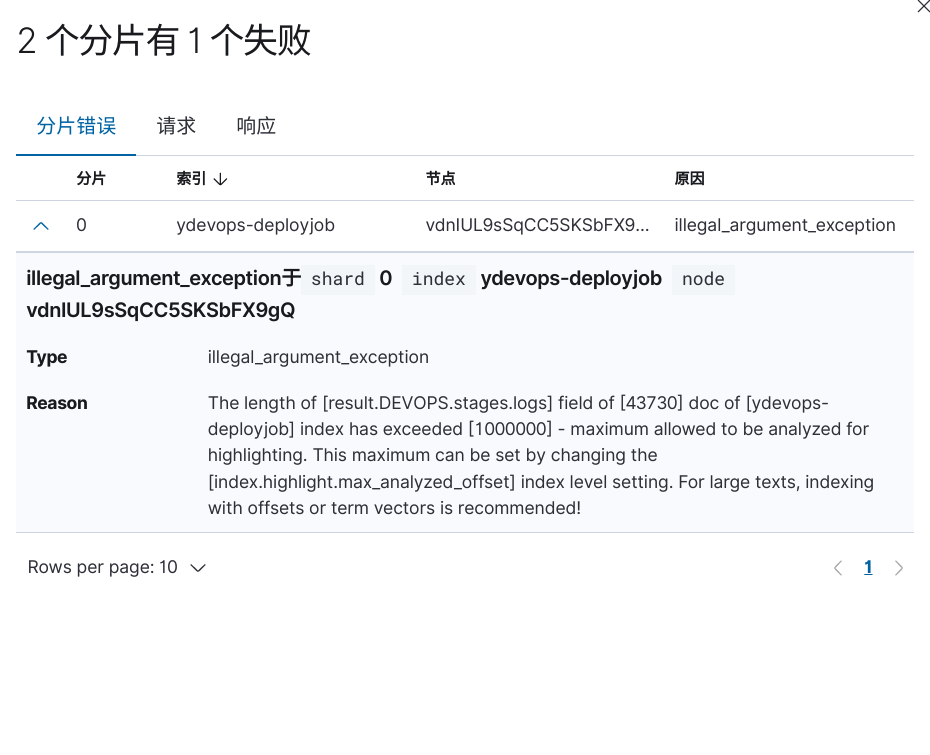 2 个分片有 1 个失败
分片错误 请求 响应
分片 索引 节点 原因
0 ydevops-deployjob vdnlUL9sSqCC5SKSbFX9... illegal_argument_exception
illegal_argument_exception于 shard 0 index ydevops-deployjob node
vdnlUL9sSqCC5SKSbFX9gQ
Type illegal_argument_exception
Reason The length of [result.DEVOPS.stages.logs] field of [43730] doc of [ydevops-
deployjob] index has exceeded [1000000] - maximum allowed to be analyzed for
highlighting. This maximum can be set by changing the
[index.highlight.max_analyzed_offset] index level setting. For large texts, indexing
with offsets or term vectors is recommended!
Rows per page: 10 1